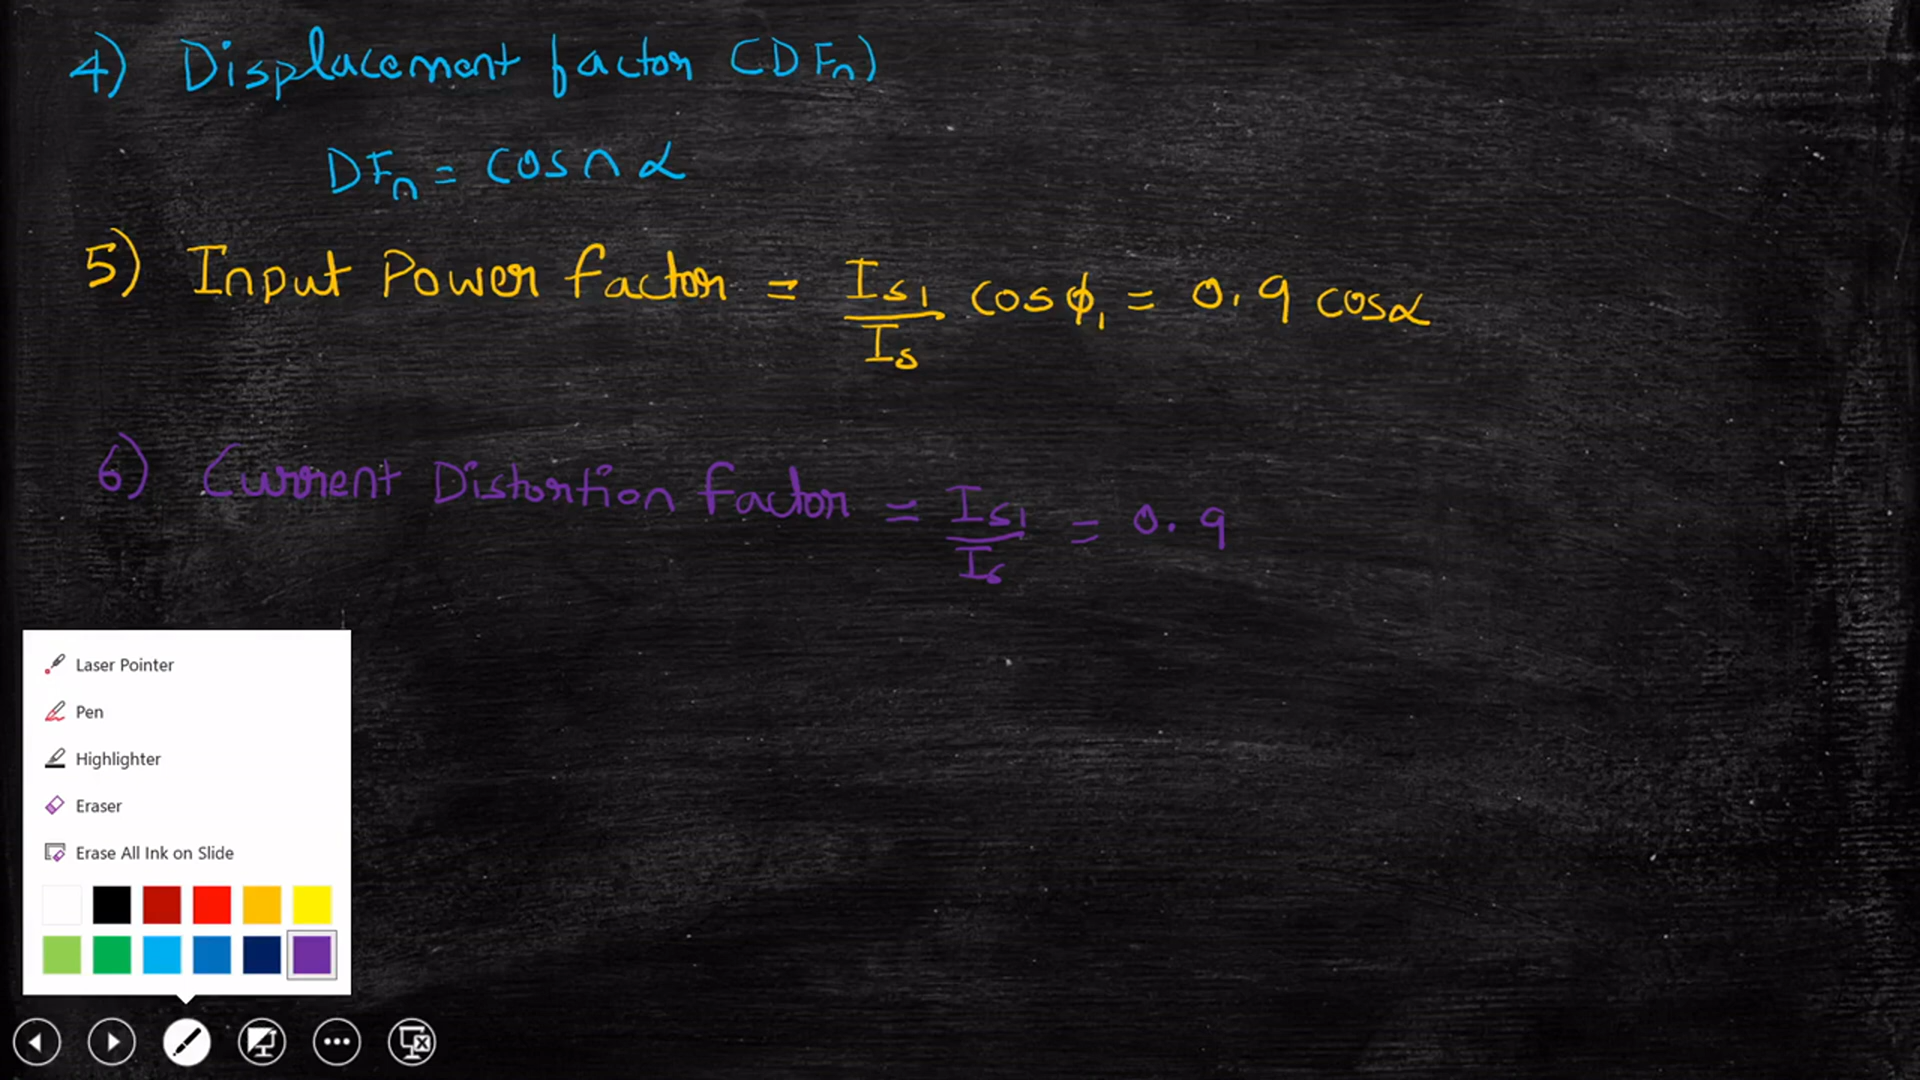 4) Displacement factor (DFn)
DFn = cos n α
5) Input Power factor = Is1/Is cos ϕ1 = 0.9 cosα
6) Current Distortion factor = Is1/Is = 0.9
Laser Pointer
Pen
Highlighter
Eraser
Erase All Ink on Slide